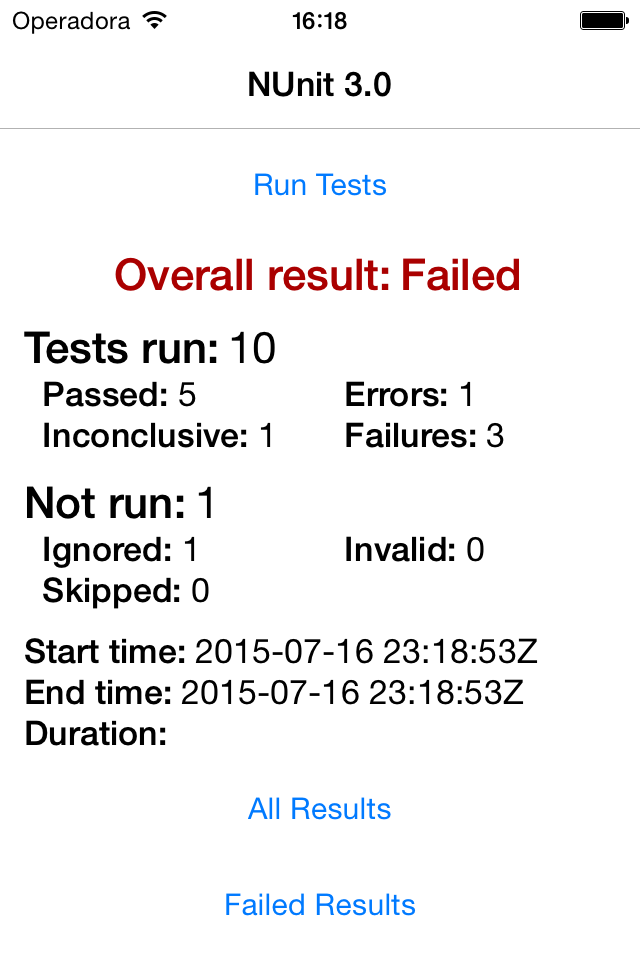 Operadora 16:18
NUnit 3.0
Run Tests
Overall result: Failed
Tests run: 10
Passed: 5 Errors: 1
Inconclusive: 1 Failures: 3
Not run: 1
Ignored: 1 Invalid: 0
Skipped: 0
Start time: 2015-07-16 23:18:53Z
End time: 2015-07-16 23:18:53Z
Duration:
All Results
Failed Results